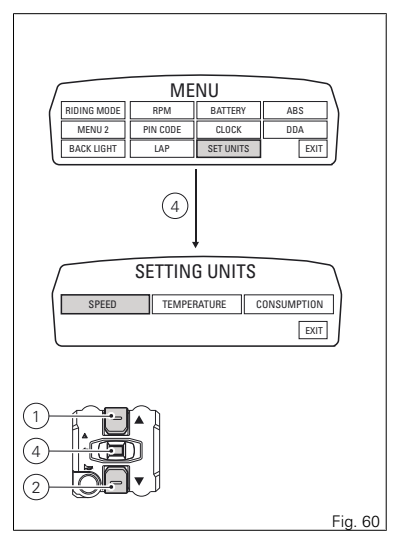 MENU
RIDING MODE RPM BATTERY ABS
MENU 2 PIN CODE CLOCK DDA
BACK LIGHT LAP SET UNITS EXIT
4
SETTING UNITS
SPEED TEMPERATURE CONSUMPTION
EXIT
1
4
2
Fig. 60